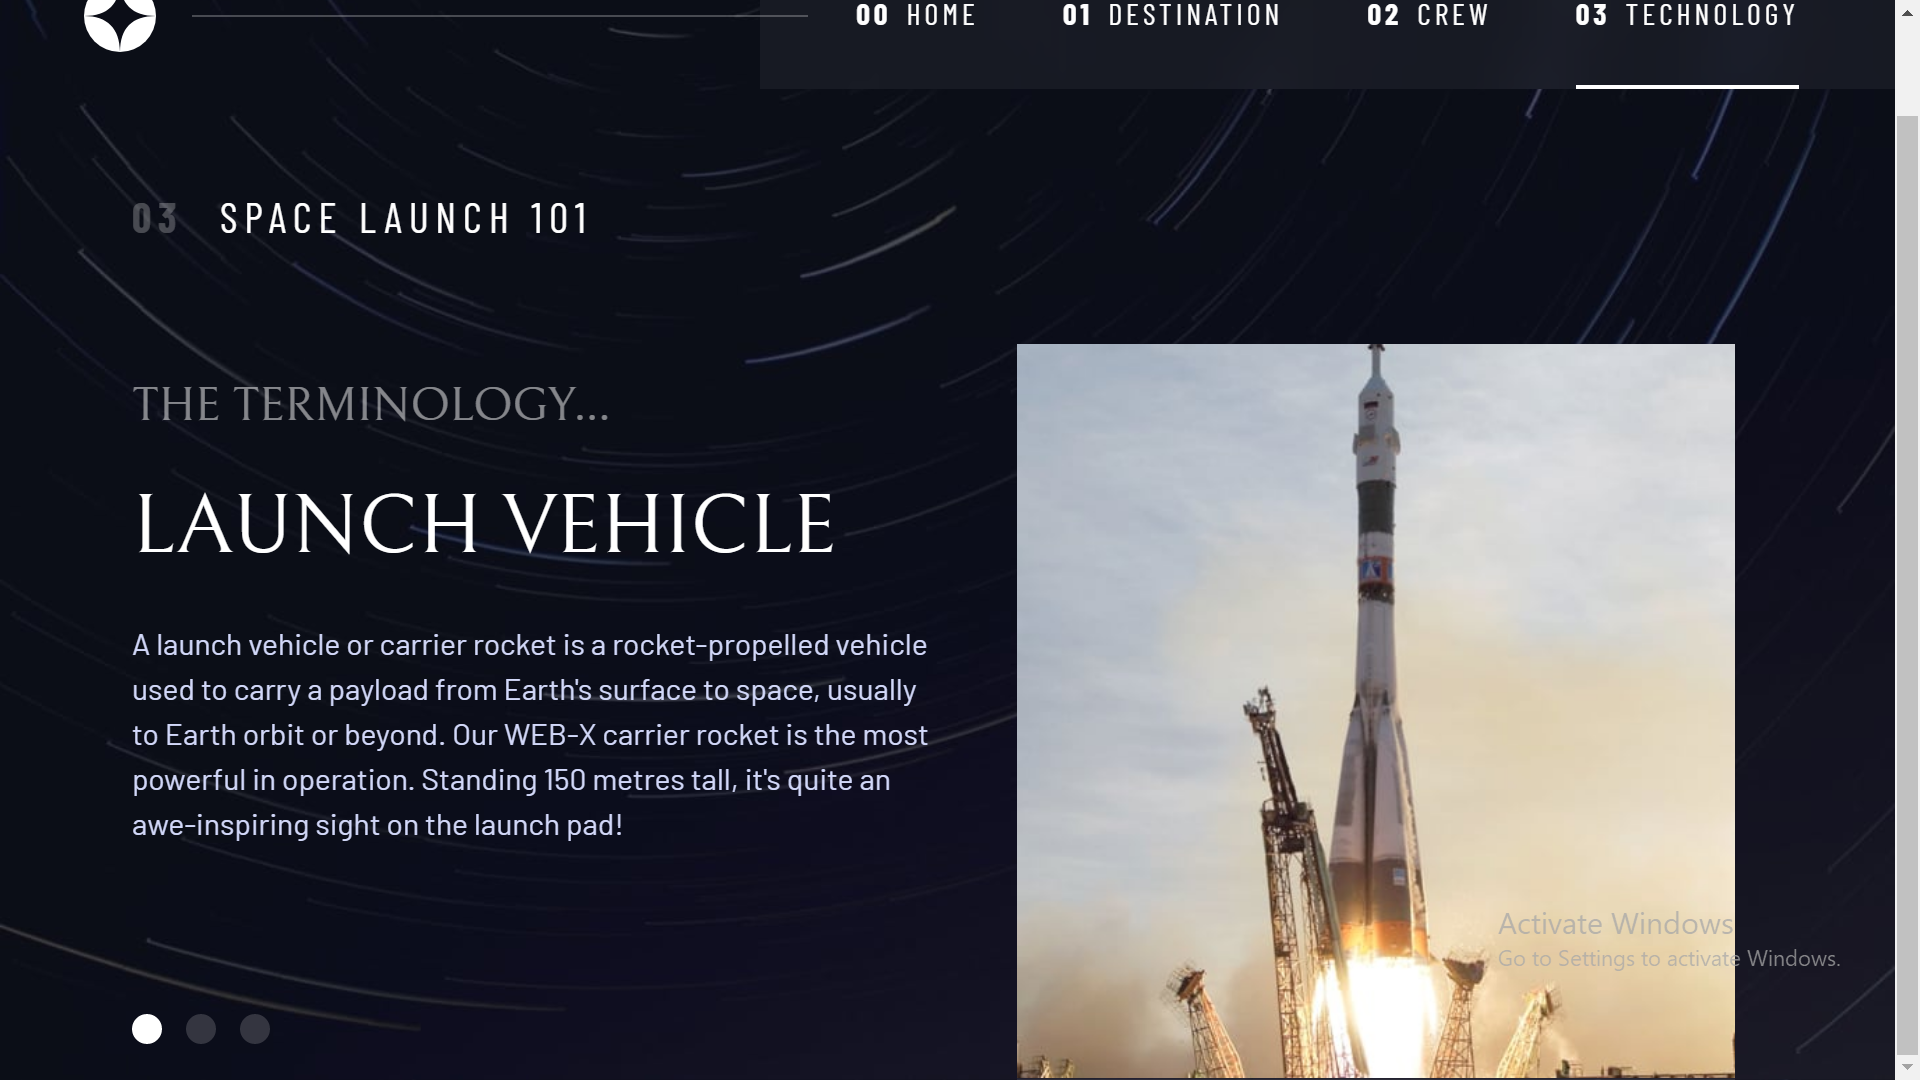 00 HOME 01 DESTINATION 02 CREW 03 TECHNOLOGY
03 SPACE LAUNCH 101
THE TERMINOLOGY...
LAUNCH VEHICLE
A launch vehicle or carrier rocket is a rocket-propelled vehicle
used to carry a payload from Earth's surface to space, usually
to Earth orbit or beyond. Our WEB-X carrier rocket is the most
powerful in operation. Standing 150 metres tall, it's quite an
awe-inspiring sight on the launch pad!
Activate Windows
Go to Settings to activate Windows.